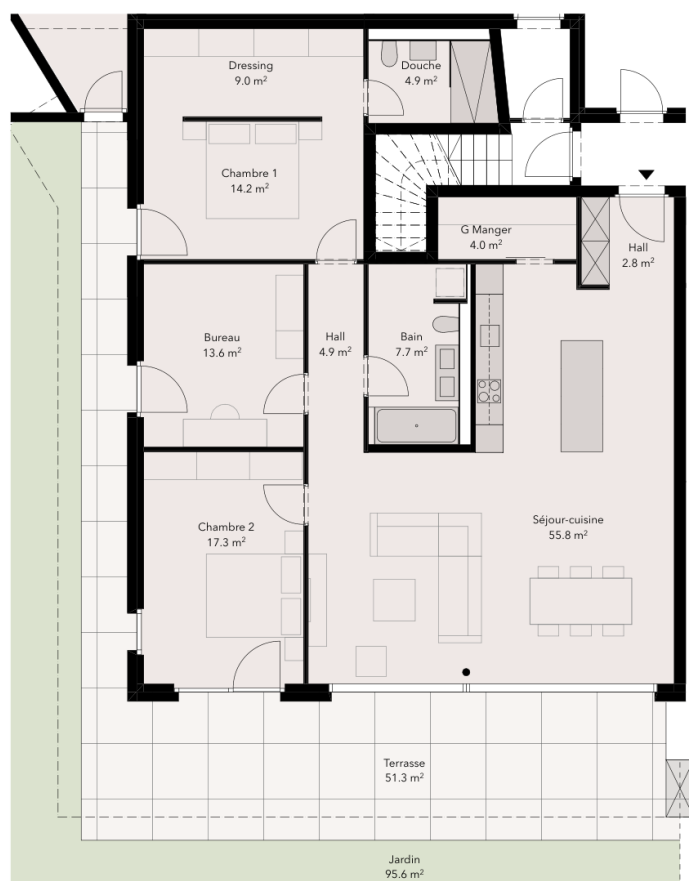 Dressing
9.0 m²
Douche
4.9 m²
Chambre 1
14.2 m²
G Manger
4.0 m²
Hall
2.8 m²
Bureau
13.6 m²
Hall
4.9 m²
Bain
7.7 m²
Chambre 2
17.3 m²
Séjour-cuisine
55.8 m²
Terrasse
51.3 m²
Jardin
95.6 m²